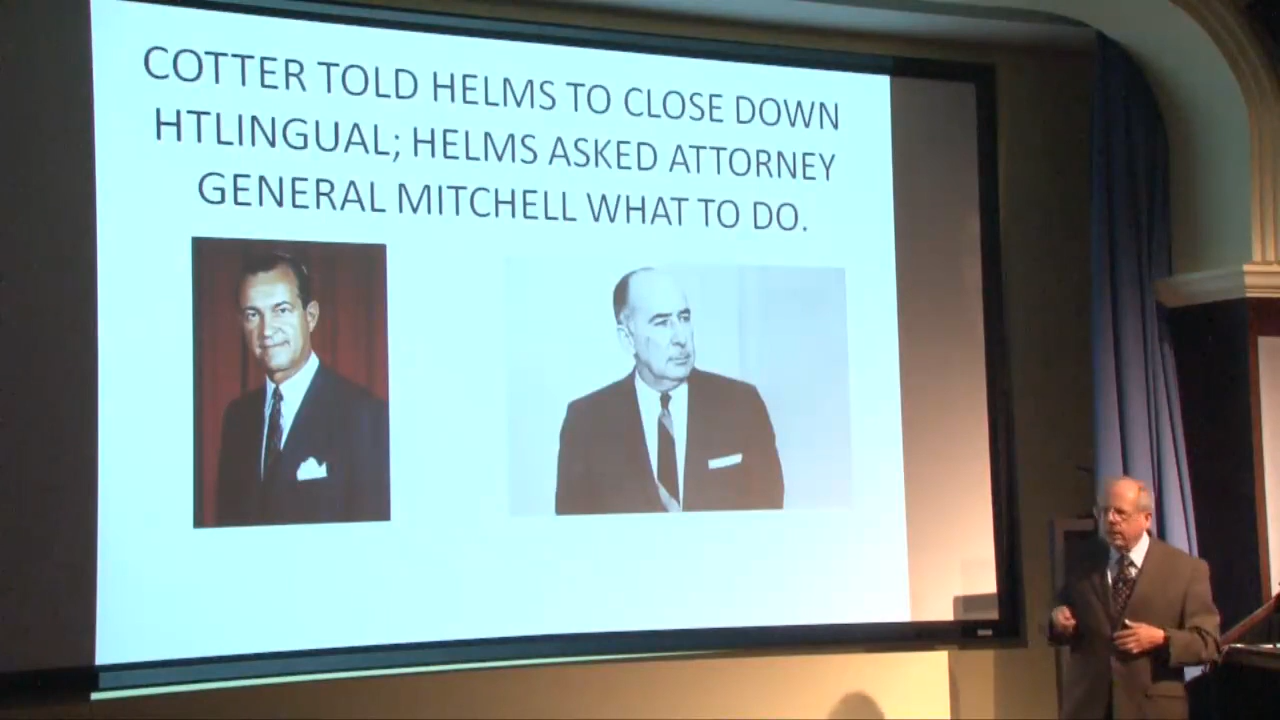 COTTER TOLD HELMS TO CLOSE DOWN
HTLINGUAL; HELMS ASKED ATTORNEY
GENERAL MITCHELL WHAT TO DO.